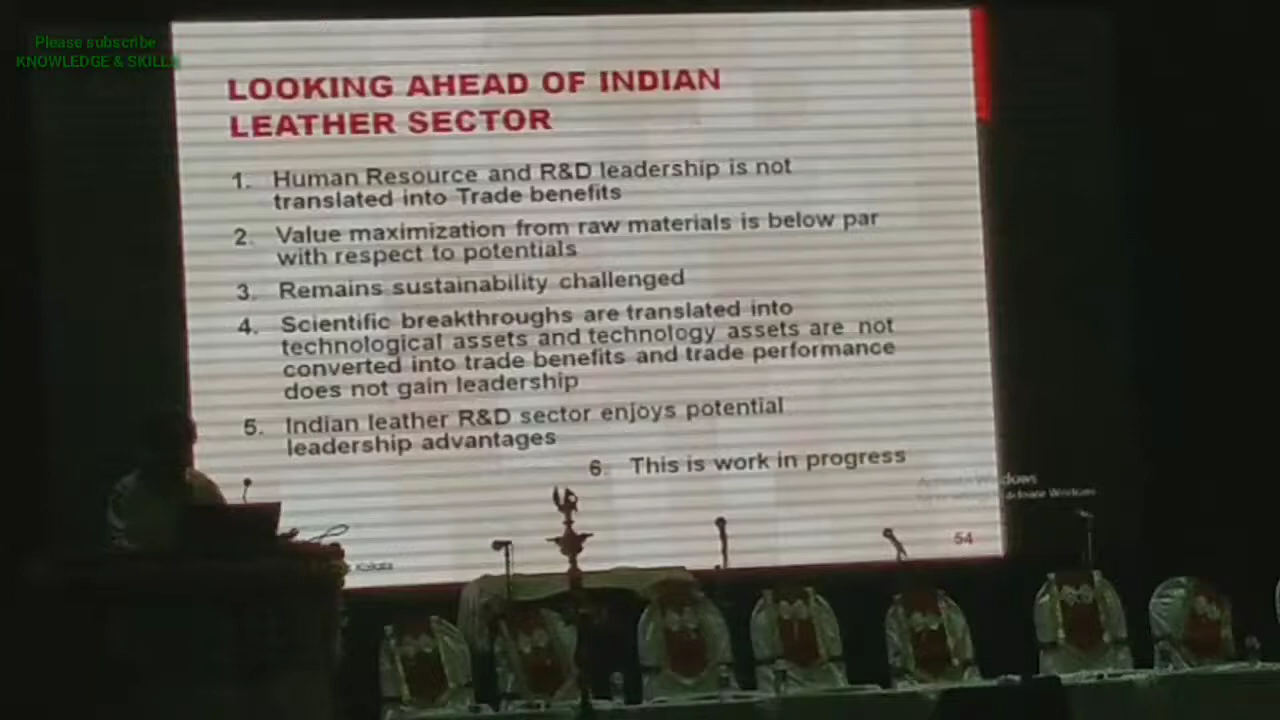 Please subscribe
KNOWLEDGE & SKILLS
LOOKING AHEAD OF INDIAN
LEATHER SECTOR
1. Human Resource and R&D leadership is not
translated into Trade benefits
2. Value maximization from raw materials is below par
with respect to potentials
3. Remains sustainability challenged
4. Scientific breakthroughs are translated into
technological assets and technology assets are not
converted into trade benefits and trade performance
does not gain leadership
5. Indian leather R&D sector enjoys potential
leadership advantages
6. This is work in progress
54